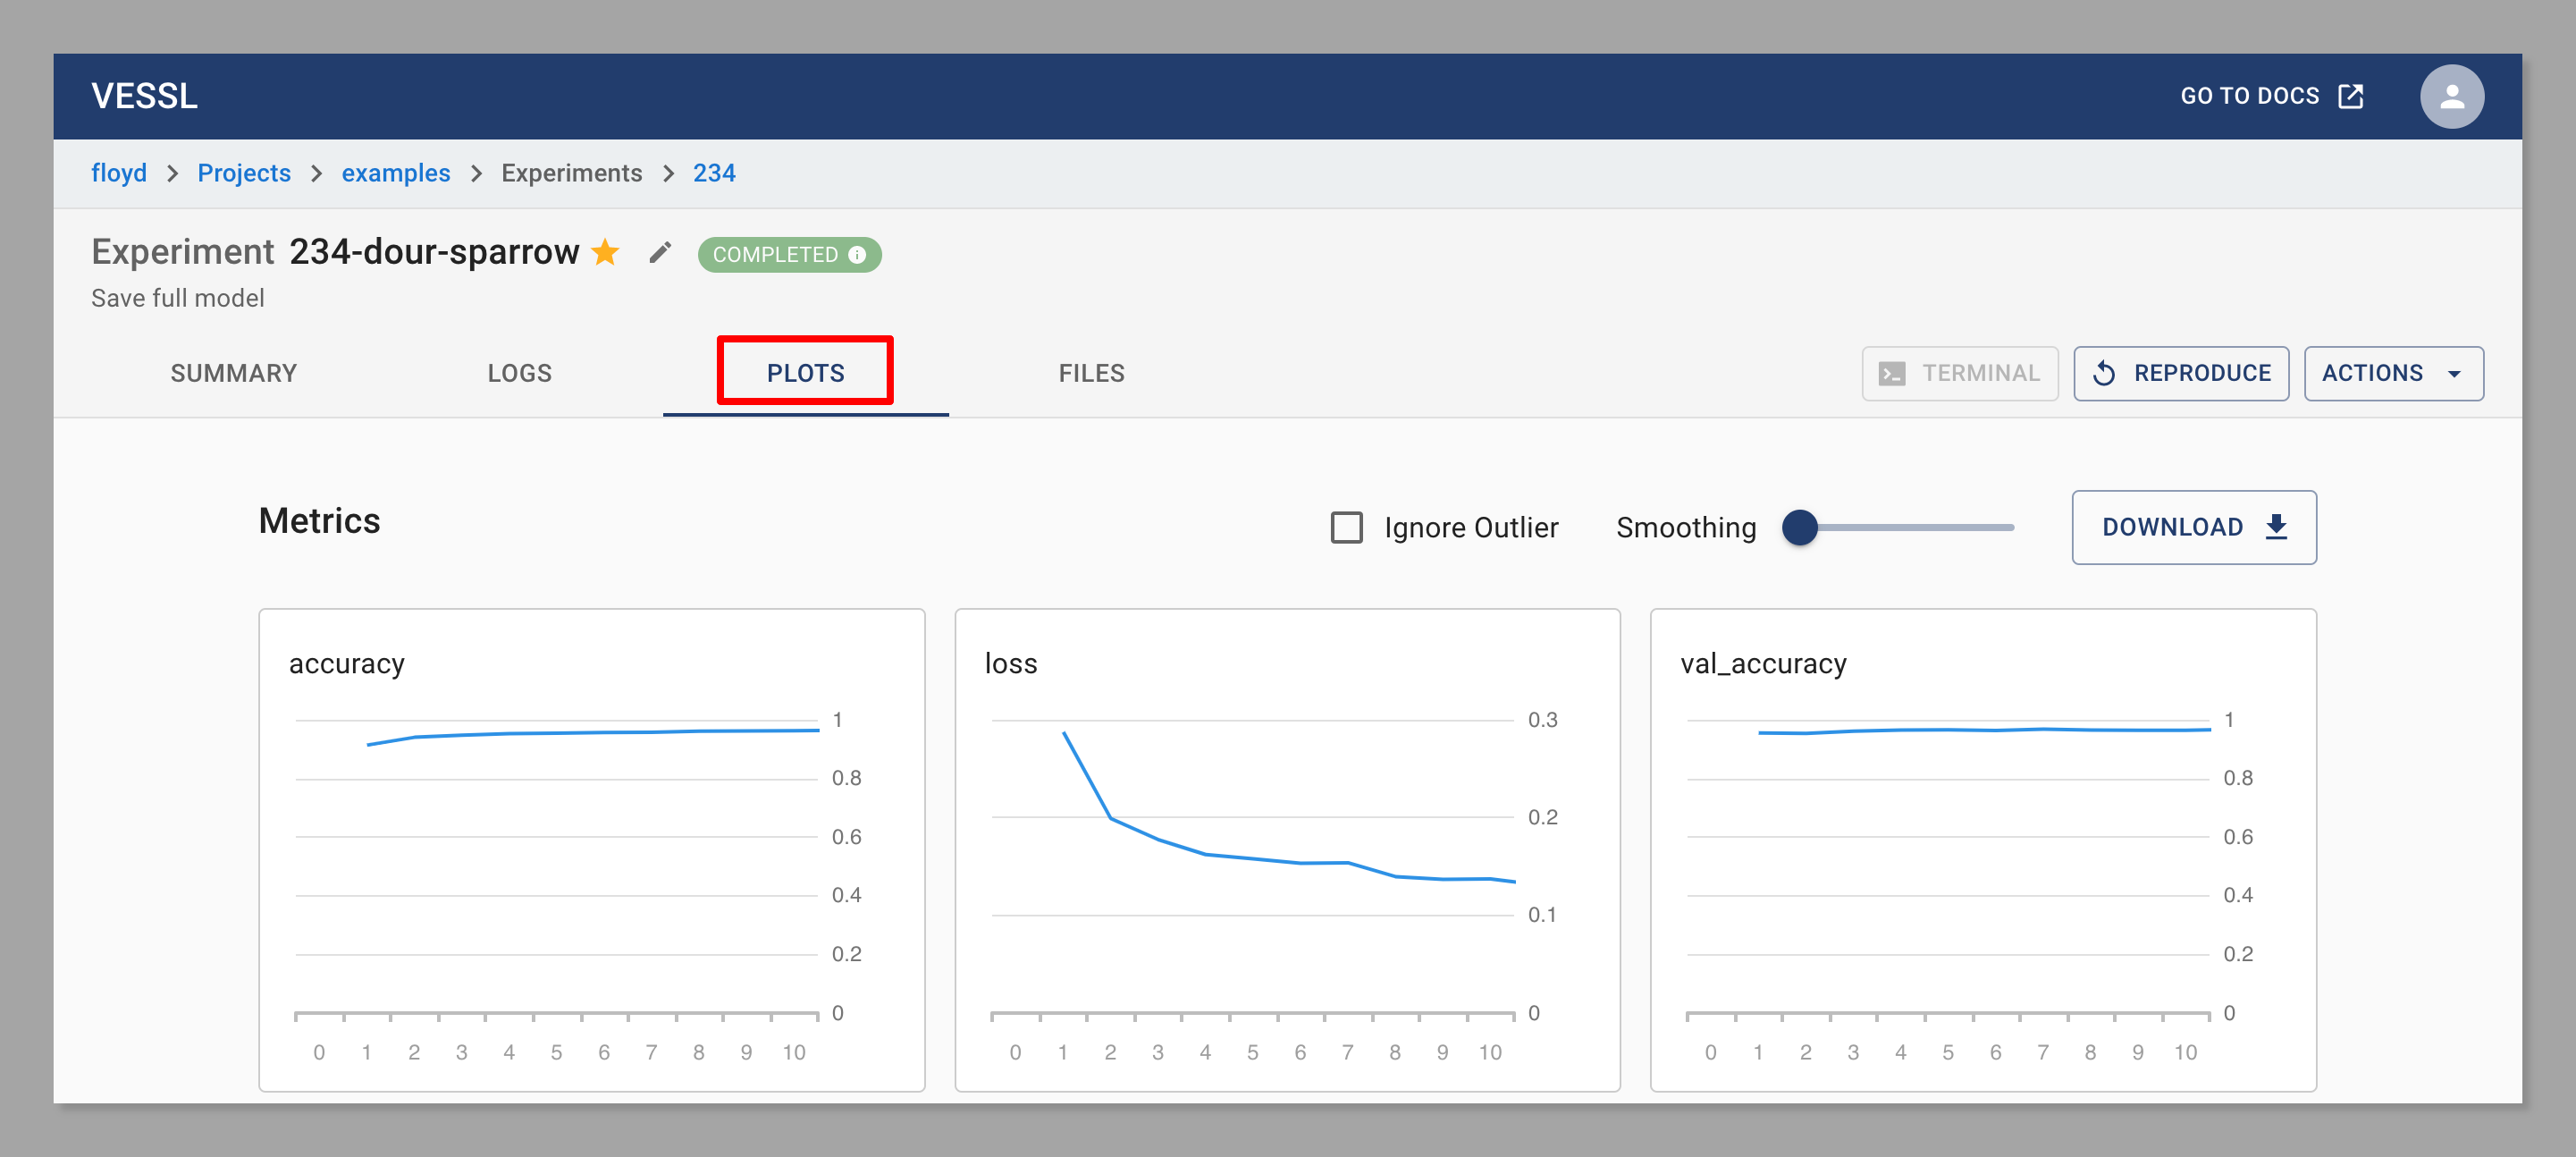 VESSL
GO TO DOCS
floyd > Projects > examples > Experiments > 234
Experiment 234-dour-sparrow COMPLETED
Save full model
SUMMARY LOGS PLOTS FILES TERMINAL REPRODUCE ACTIONS
Metrics
Ignore Outlier Smoothing DOWNLOAD
accuracy
1
0.8
0.6
0.4
0.2
0
0 1 2 3 4 5 6 7 8 9 10
loss
0.3
0.2
0.1
0
0 1 2 3 4 5 6 7 8 9 10
val_accuracy
1
0.8
0.6
0.4
0.2
0
0 1 2 3 4 5 6 7 8 9 10